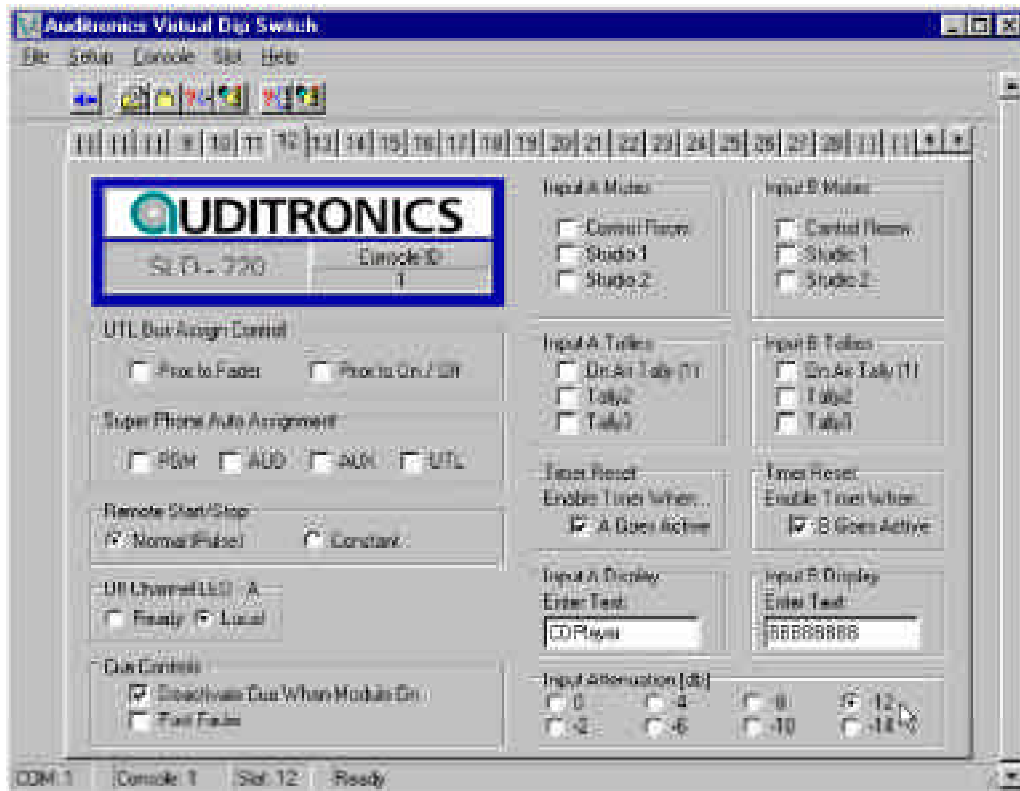 Auditronics Virtual Dip Switch
File Setup Console Slot Help
9 10 11 12 13 14 15 16 17 18 19 20 21 22 23 24 25 26 27 28
AUDITRONICS
Console ID
1
UTL Bus Assign Control
Prior to Fader Prior to On / Off
Super Phone Auto Assignment
PGM AUD AUX UTL
Remote Start/Stop
Normal (Pulse) Constant
Off Channel LED - A
Ready Local
Cue Controls
Deactivate Cue When Module On
Post Fader
Input A Mutes
Control Room
Studio 1
Studio 2
Input B Mutes
Control Room
Studio 1
Studio 2
Input A Tallies
On Air Tally (1)
Tally2
Tally3
Input B Tallies
On Air Tally (1)
Tally2
Tally3
Timer Reset
Enable Timer When...
A Goes Active
Timer Reset
Enable Timer When...
B Goes Active
Input A Display
Enter Text
CD Player
Input B Display
Enter Text
BBBBBBBB
Input Attenuation (db)
0 -4 -8 -12
-2 -6 -10 -14
COM: 1 Console: 1 Slot: 12 Ready